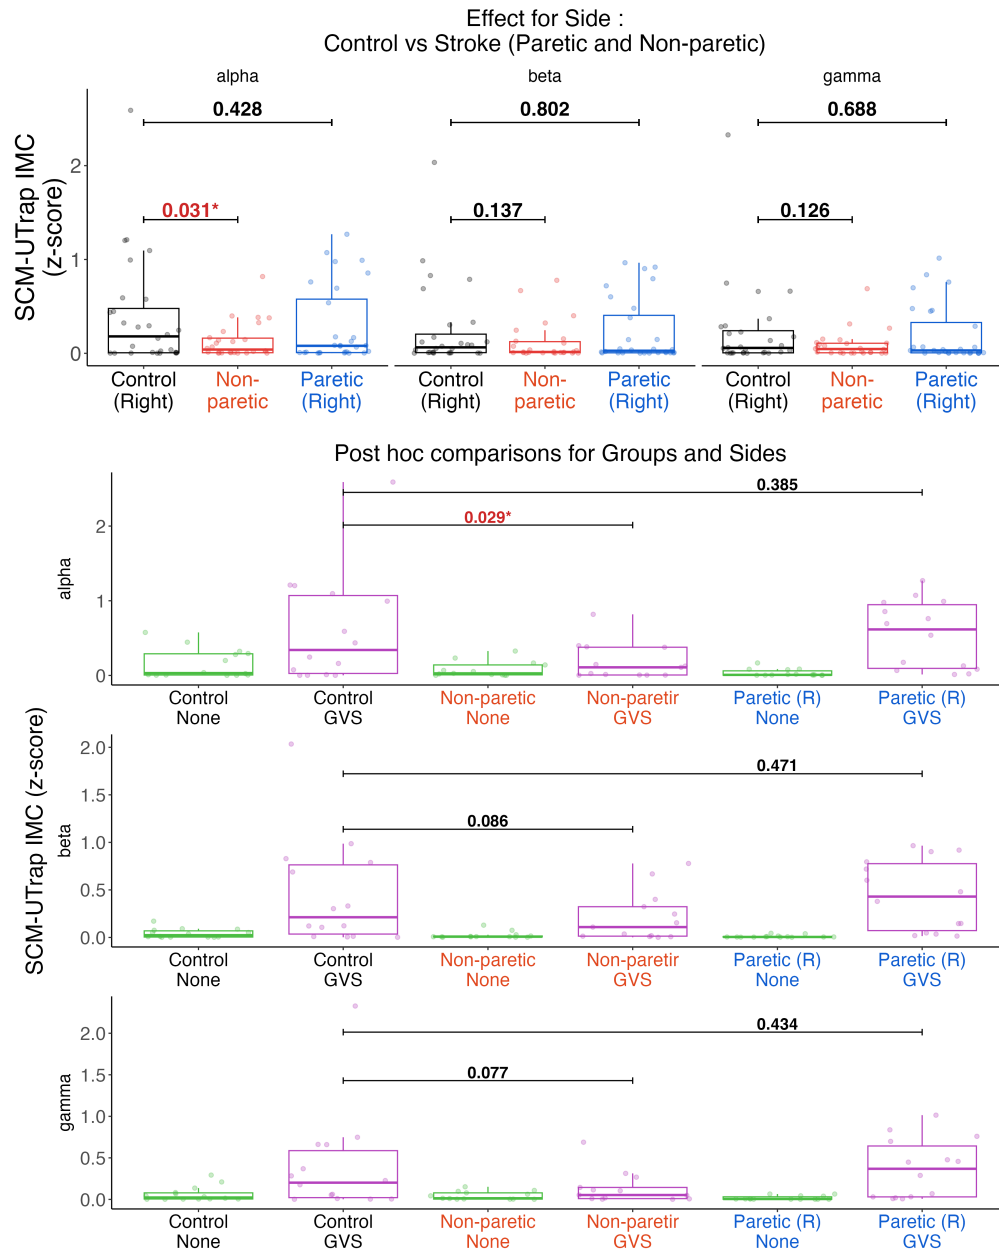 Effect for Side :
Control vs Stroke (Paretic and Non-paretic)
alpha
beta
gamma
SCM-UTrap IMC
(z-score)
0.428
0.802
0.688
2
0.031*
0.137
0.126
1
0
Control
(Right)
Non-
paretic
Paretic
(Right)
Control
(Right)
Non-
paretic
Paretic
(Right)
Control
(Right)
Non-
paretic
Paretic
(Right)
Post hoc comparisons for Groups and Sides
SCM-UTrap IMC (z-score)
alpha
0.385
0.029*
2
1
0
Control
None
Control
GVS
Non-paretic
None
Non-paretir
GVS
Paretic (R)
None
Paretic (R)
GVS
beta
2.0
0.471
1.5
0.086
1.0
0.5
0.0
Control
None
Control
GVS
Non-paretic
None
Non-paretir
GVS
Paretic (R)
None
Paretic (R)
GVS
gamma
2.0
0.434
1.5
0.077
1.0
0.5
0.0
Control
None
Control
GVS
Non-paretic
None
Non-paretir
GVS
Paretic (R)
None
Paretic (R)
GVS